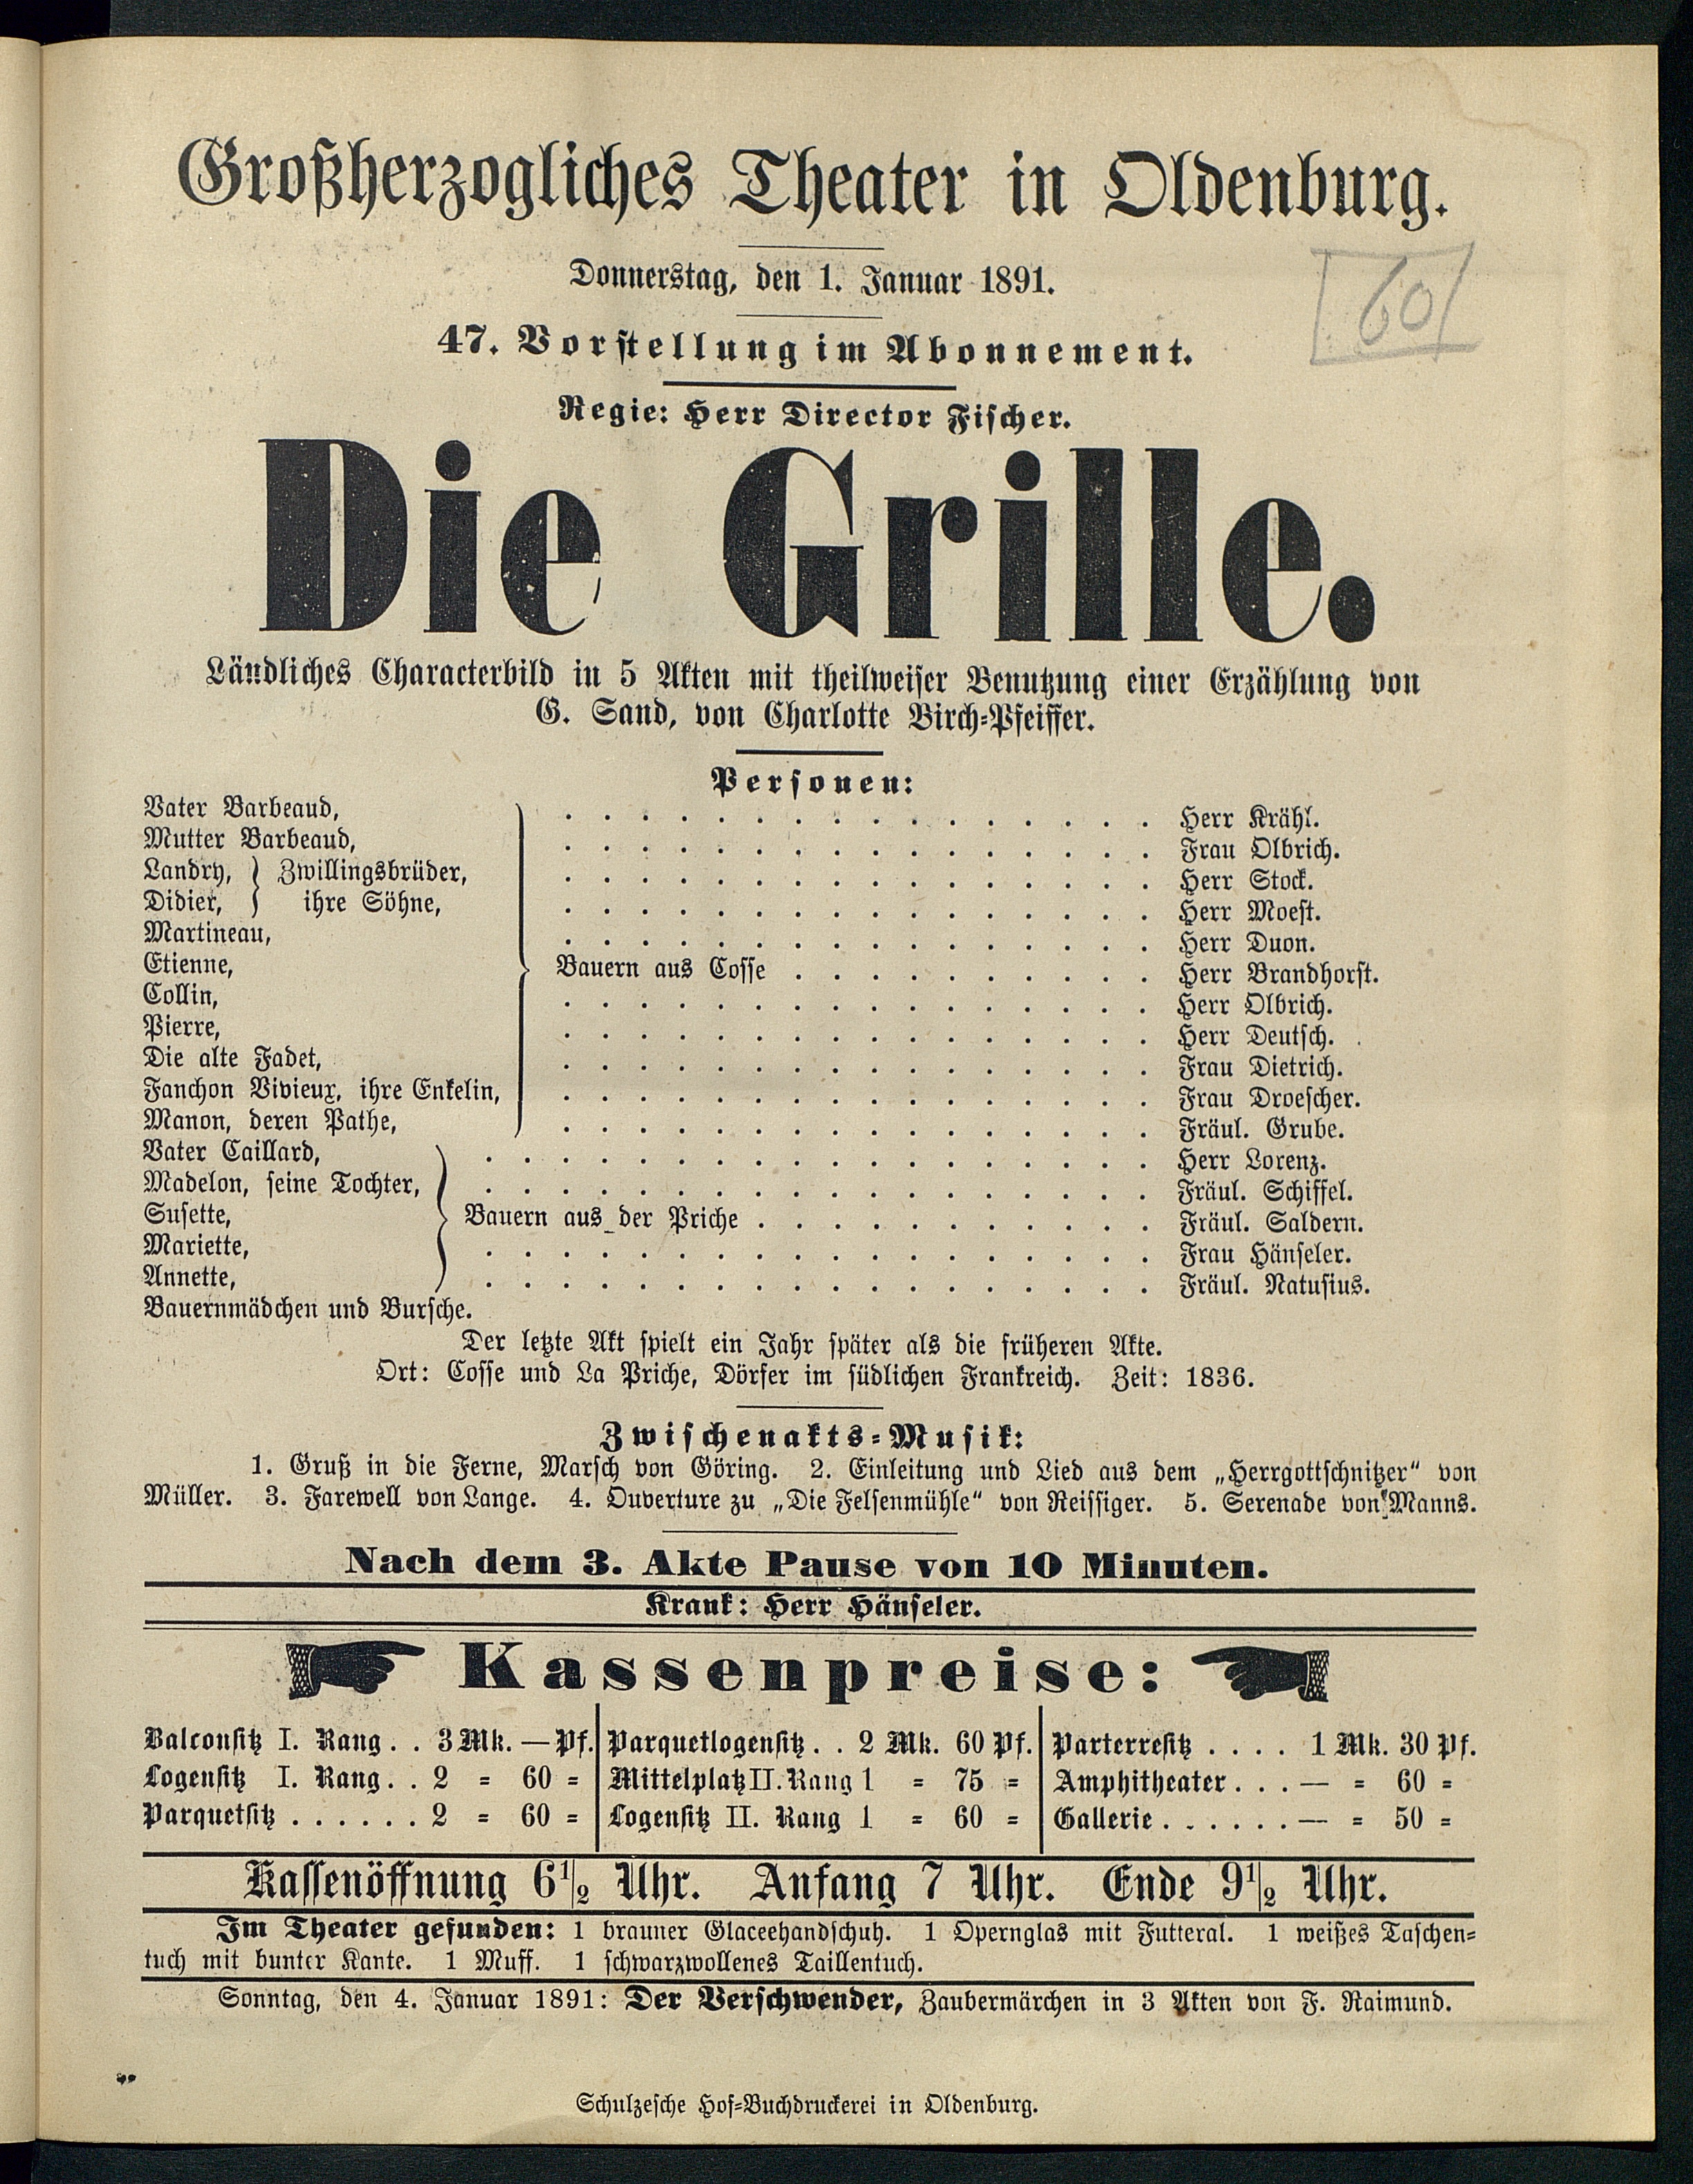 Großherzogliches Theater in Oldenburg.
Donnerstag, den 1. Januar 1891.
60
47. Vorstellung im Abonnement.
Regie: Herr Director Fischer.
Die Grille.
Ländliches Characterbild in 5 Akten mit theilweiser Benutzung einer Erzählung von
G. Sand, von Charlotte Birch-Pfeiffer.
Personen:
Vater Barbeaud, . . . . . . . . . . . . . . . . Herr Krähl.
Mutter Barbeaud, . . . . . . . . . . . . . . . . Frau Olbrich.
Landry, } Zwillingsbrüder, . . . . . . . . . . . . . . . . Herr Stock.
Didier, } ihre Söhne, . . . . . . . . . . . . . . . . Herr Moest.
Martineau, . . . . . . . . . . . . . . . . Herr Duon.
Etienne, } Bauern aus Cosse . . . . . . . . . . Herr Brandhorst.
Collin, . . . . . . . . . . . . . . . . Herr Olbrich.
Pierre, . . . . . . . . . . . . . . . . Herr Deutsch.
Die alte Fadet, . . . . . . . . . . . . . . . . Frau Dietrich.
Fanchon Vivieux, ihre Enkelin, . . . . . . . . . . . . . . . . Frau Droescher.
Manon, deren Pathe, . . . . . . . . . . . . . . . . Fräul. Grube.
Vater Caillard, . . . . . . . . . . . . . . . . . . Herr Lorenz.
Madelon, seine Tochter, . . . . . . . . . . . . . . . . . . Fräul. Schiffel.
Susette, } Bauern aus der Priche . . . . . . . . . . . Fräul. Saldern.
Mariette, . . . . . . . . . . . . . . . . . . Frau Hänseler.
Annette, . . . . . . . . . . . . . . . . . . Fräul. Natusius.
Bauernmädchen und Bursche.
Der letzte Akt spielt ein Jahr später als die früheren Akte.
Ort: Cosse und La Priche, Dörfer im südlichen Frankreich. Zeit: 1836.
Zwischenakts-Musik:
1. Gruß in die Ferne, Marsch von Göring. 2. Einleitung und Lied aus dem „Herrgottschnitzer“ von
Müller. 3. Farewell von Lange. 4. Ouverture zu „Die Felsenmühle“ von Reissiger. 5. Serenade von Manns.
Nach dem 3. Akte Pause von 10 Minuten.
Krank: Herr Hänseler.
Kassenpreise:
Balconsitz I. Rang . . 3 Mk. — Pf. Parquetlogensitz . . 2 Mk. 60 Pf. Parterresitz . . . . 1 Mk. 30 Pf.
Logensitz I. Rang . . 2 = 60 = Mittelplatz II. Rang 1 = 75 = Amphitheater . . . — = 60 =
Parquetsitz . . . . . . 2 = 60 = Logensitz II. Rang 1 = 60 = Gallerie . . . . . . — = 50 =
Kassenöffnung 6½ Uhr. Anfang 7 Uhr. Ende 9½ Uhr.
Im Theater gefunden: 1 brauner Glaceehandschuh. 1 Opernglas mit Futteral. 1 weißes Taschen-
tuch mit bunter Kante. 1 Muff. 1 schwarzwollenes Taillentuch.
Sonntag, den 4. Januar 1891: Der Verschwender, Zaubermärchen in 3 Akten von F. Raimund.
Schulzesche Hof-Buchdruckerei in Oldenburg.